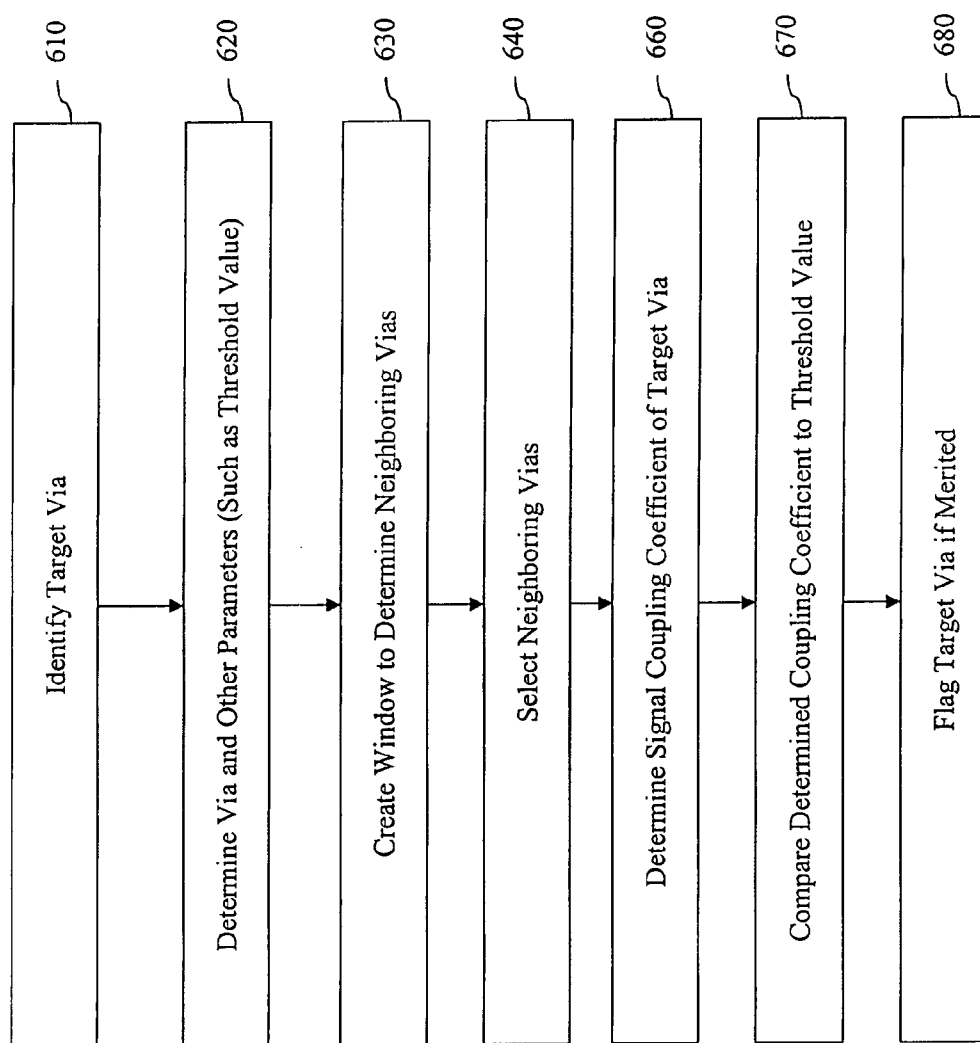 Identify Target Via
610
Determine Via and Other Parameters (Such as Threshold Value)
620
Create Window to Determine Neighboring Vias
630
Select Neighboring Vias
640
Determine Signal Coupling Coefficient of Target Via
660
Compare Determined Coupling Coefficient to Threshold Value
670
Flag Target Via if Merited
680